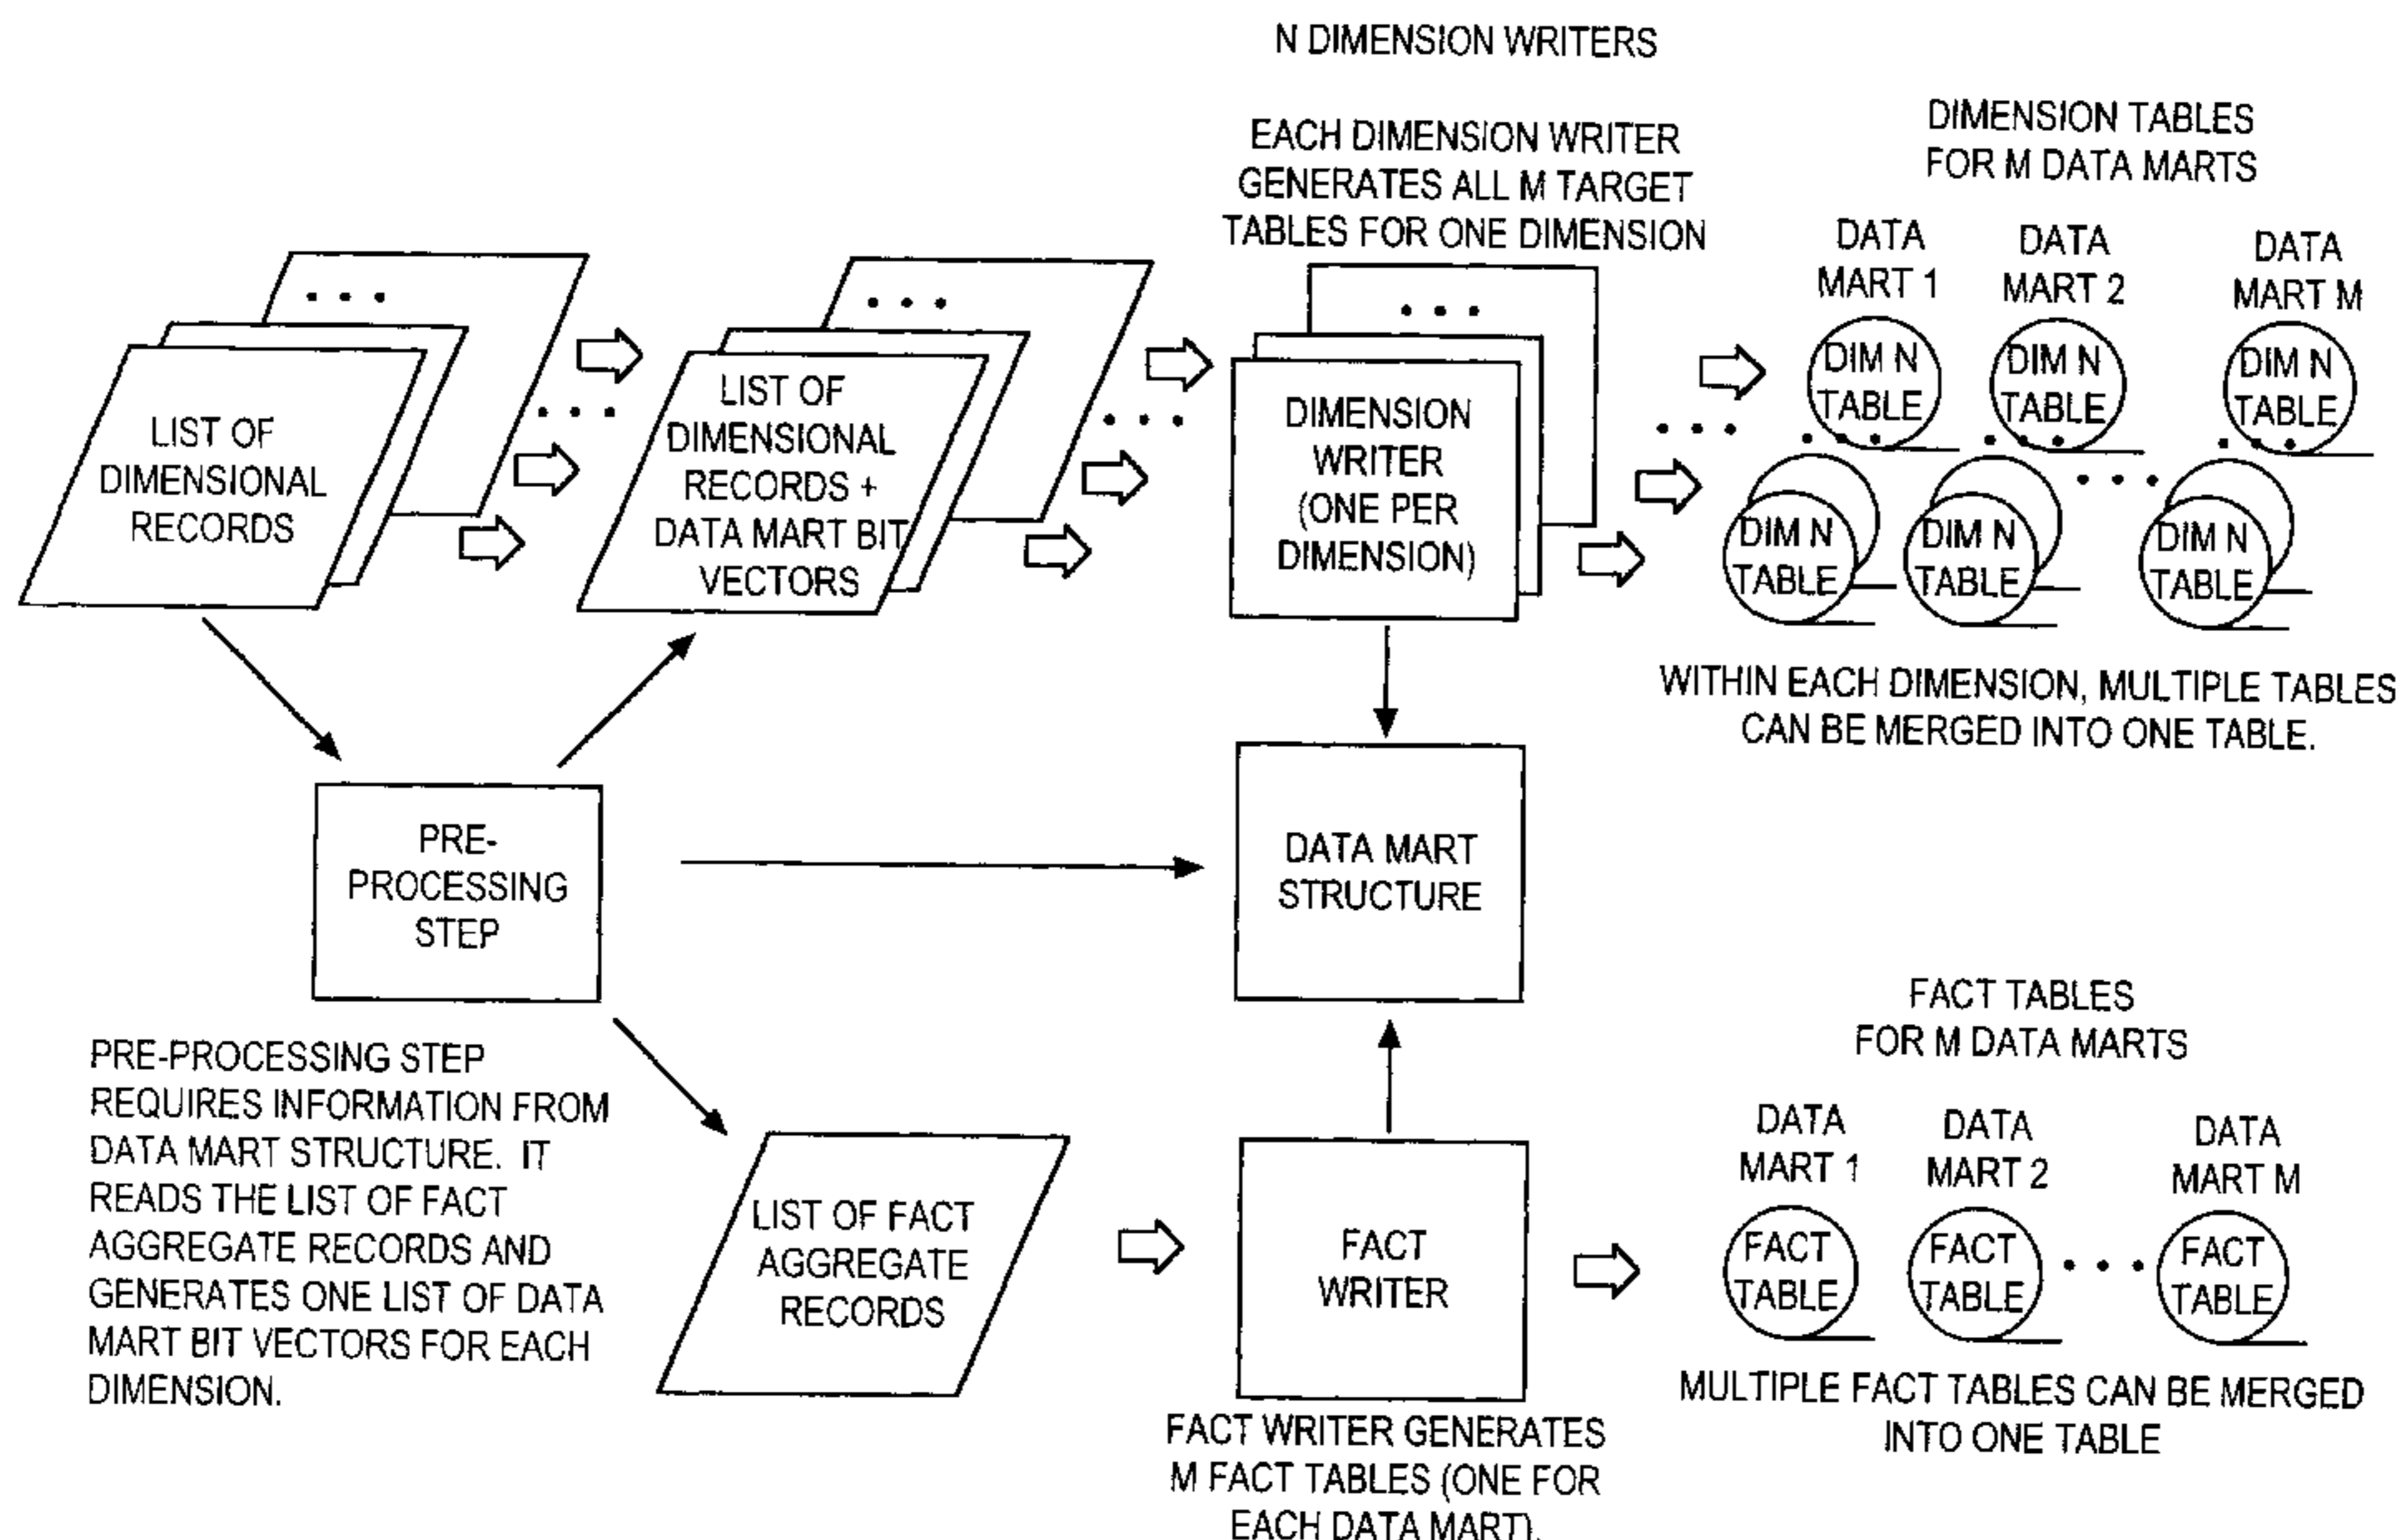 N DIMENSION WRITERS
EACH DIMENSION WRITER
GENERATES ALL M TARGET
TABLES FOR ONE DIMENSION
DIMENSION TABLES
FOR M DATA MARTS
DATA
MART 1
DATA
MART 2
DATA
MART M
LIST OF
DIMENSIONAL
RECORDS
• • •
LIST OF
DIMENSIONAL
RECORDS +
DATA MART BIT
VECTORS
• • •
DIMENSION
WRITER
(ONE PER
DIMENSION)
• • •
DIM N
TABLE
DIM N
TABLE
DIM N
TABLE
DIM N
TABLE
DIM N
TABLE
DIM N
TABLE
WITHIN EACH DIMENSION, MULTIPLE TABLES
CAN BE MERGED INTO ONE TABLE.
PRE-
PROCESSING
STEP
DATA MART
STRUCTURE
PRE-PROCESSING STEP
REQUIRES INFORMATION FROM
DATA MART STRUCTURE. IT
READS THE LIST OF FACT
AGGREGATE RECORDS AND
GENERATES ONE LIST OF DATA
MART BIT VECTORS FOR EACH
DIMENSION.
LIST OF FACT
AGGREGATE
RECORDS
FACT
WRITER
FACT WRITER GENERATES
M FACT TABLES (ONE FOR
EACH DATA MART).
FACT TABLES
FOR M DATA MARTS
DATA
MART 1
DATA
MART 2
DATA
MART M
FACT
TABLE
FACT
TABLE
• • •
FACT
TABLE
MULTIPLE FACT TABLES CAN BE MERGED
INTO ONE TABLE